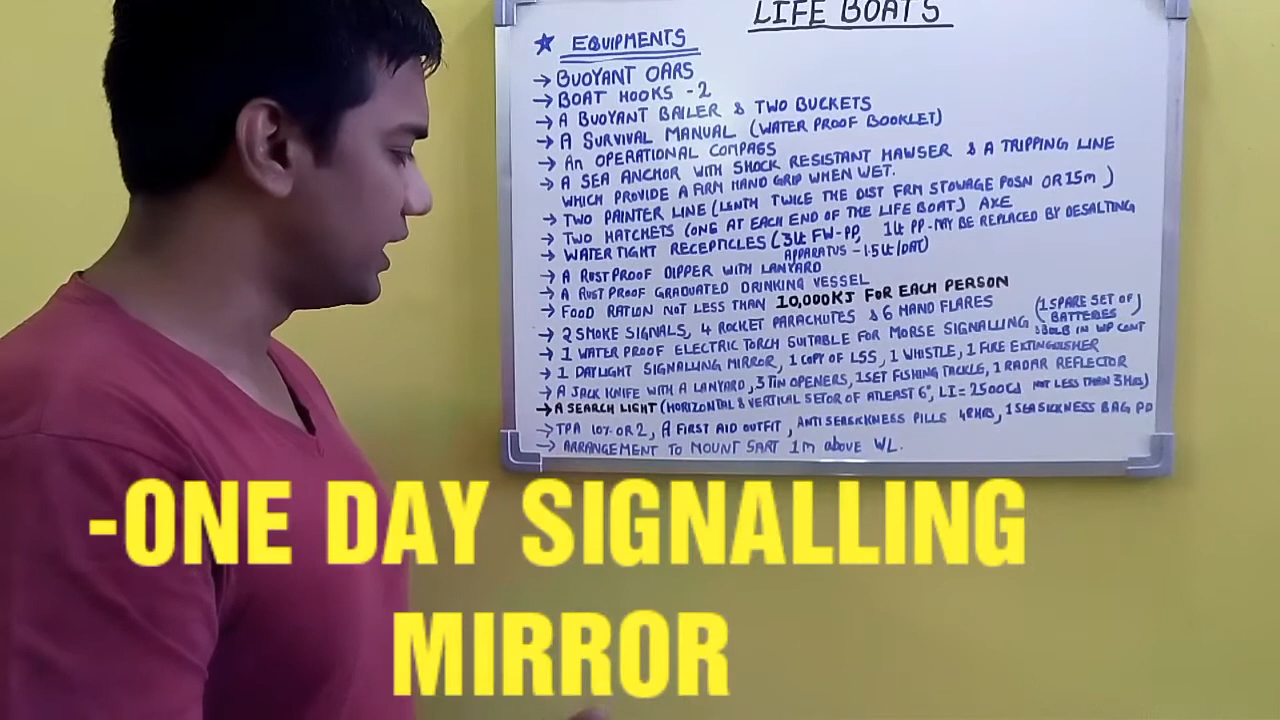 LIFE BOATS
★ EQUIPMENTS
→ BUOYANT OARS
→ BOAT HOOKS - 2
→ A BUOYANT BAILER & TWO BUCKETS
→ A SURVIVAL MANUAL (WATER PROOF BOOKLET)
→ An OPERATIONAL COMPASS
→ A SEA ANCHOR WITH SHOCK RESISTANT HAWSER & A TRIPPING LINE
WHICH PROVIDE A FIRM HAND GRIP WHEN WET.
→ TWO PAINTER LINE (LENTH TWICE THE DIST FRM STOWAGE POSN OR 15m)
→ TWO HATCHETS (ONE AT EACH END OF THE LIFE BOAT) AXE
→ WATER TIGHT RECEPTICLES (3Lt FW-PP, 1Lt PP-MAY BE REPLACED BY DESALTING
APPARATUS - 1.5Lt/DAY)
→ A RUST PROOF DIPPER WITH LANYARD
→ A RUST PROOF GRADUATED DRINKING VESSEL
→ FOOD RATION NOT LESS THAN 10,000KJ FOR EACH PERSON
→ 2 SMOKE SIGNALS, 4 ROCKET PARACHUTES & 6 HAND FLARES
→ 1 WATER PROOF ELECTRIC TORCH SUITABLE FOR MORSE SIGNALLING (1 SPARE SET OF BATTERIES) & BULB IN WP CONT
→ 1 DAYLIGHT SIGNALLING MIRROR, 1 COPY OF LSS, 1 WHISTLE, 1 FIRE EXTINGUISHER
→ A JACK KNIFE WITH A LANYARD, 3 TIN OPENERS, 1 SET FISHING TACKLE, 1 RADAR REFLECTOR
→ A SEARCH LIGHT (HORIZONTAL & VERTICAL SETOR OF ATLEAST 6°, LI = 2500Cd NOT LESS THAN 3HRS)
→ TPA 10% OR 2, A FIRST AID OUTFIT, ANTI SEASICKNESS PILLS 48HRS, 1 SEASICKNESS BAG PP
→ ARRANGEMENT TO MOUNT SART 1m above WL.
-ONE DAY SIGNALLING
MIRROR